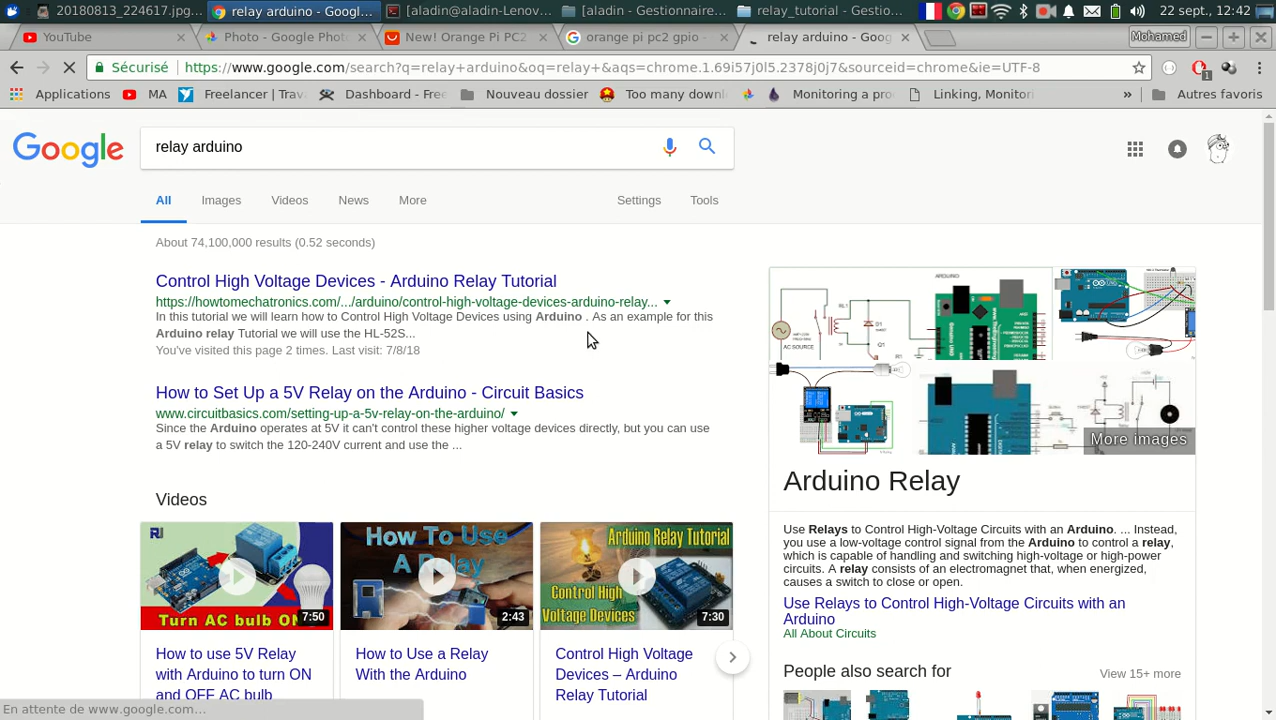 20180813_224617.jpg...
relay arduino - Googl...
[aladin@aladin-Lenov...
[aladin - Gestionnaire...
relay_tutorial - Gestio...
22 sept., 12:42
YouTube
Photo - Google Phot
New! Orange Pi PC2
orange pi pc2 gpio -
relay arduino - Goog
Mohamed
Sécurisé
https://www.google.com/search?q=relay+arduino&oq=relay+&aqs=chrome.1.69i57j0l5.2378j0j7&sourceid=chrome&ie=UTF-8
1
Applications
MA
Freelancer | Trav
Dashboard - Free
Nouveau dossier
Too many downl
Monitoring a pro
Linking, Monitori
»
Autres favoris
Google
relay arduino
All
Images
Videos
News
More
Settings
Tools
About 74,100,000 results (0.52 seconds)
Control High Voltage Devices - Arduino Relay Tutorial
https://howtomechatronics.com/.../arduino/control-high-voltage-devices-arduino-relay...
In this tutorial we will learn how to Control High Voltage Devices using Arduino . As an example for this
Arduino relay Tutorial we will use the HL-52S...
You've visited this page 2 times. Last visit: 7/8/18
How to Set Up a 5V Relay on the Arduino - Circuit Basics
www.circuitbasics.com/setting-up-a-5v-relay-on-the-arduino/
Since the Arduino operates at 5V it can't control these higher voltage devices directly, but you can use
a 5V relay to switch the 120-240V current and use the ...
Videos
Turn AC bulb ON
7:50
How To Use
A Relay
2:43
Arduino Relay Tutorial
Control High
Voltage
Devices
7:30
How to use 5V Relay
with Arduino to turn ON
and OFF AC bulb
How to Use a Relay
With the Arduino
Control High Voltage
Devices – Arduino
Relay Tutorial
ARDUINO
RL1
D1
AC SOURCE
More images
Arduino Relay
Use Relays to Control High-Voltage Circuits with an Arduino. ... Instead,
you use a low-voltage control signal from the Arduino to control a relay,
which is capable of handling and switching high-voltage or high-power
circuits. A relay consists of an electromagnet that, when energized,
causes a switch to close or open.
Use Relays to Control High-Voltage Circuits with an
Arduino
All About Circuits
People also search for
View 15+ more
En attente de www.google.com…